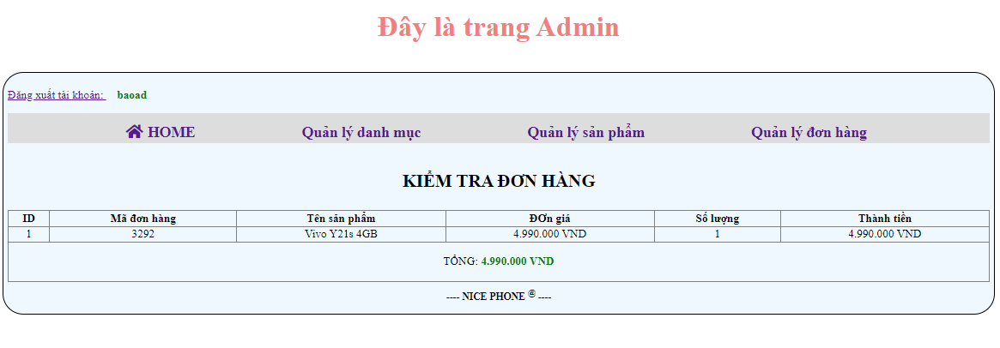 Đây là trang Admin
Đăng xuất tài khoản: baoad
HOME Quản lý danh mục Quản lý sản phẩm Quản lý đơn hàng
KIỂM TRA ĐƠN HÀNG
ID Mã đơn hàng Tên sản phẩm ĐƠn giá Số lượng Thành tiền
1 3292 Vivo Y21s 4GB 4.990.000 VND 1 4.990.000 VND
TỔNG: 4.990.000 VND
---- NICE PHONE @ ----